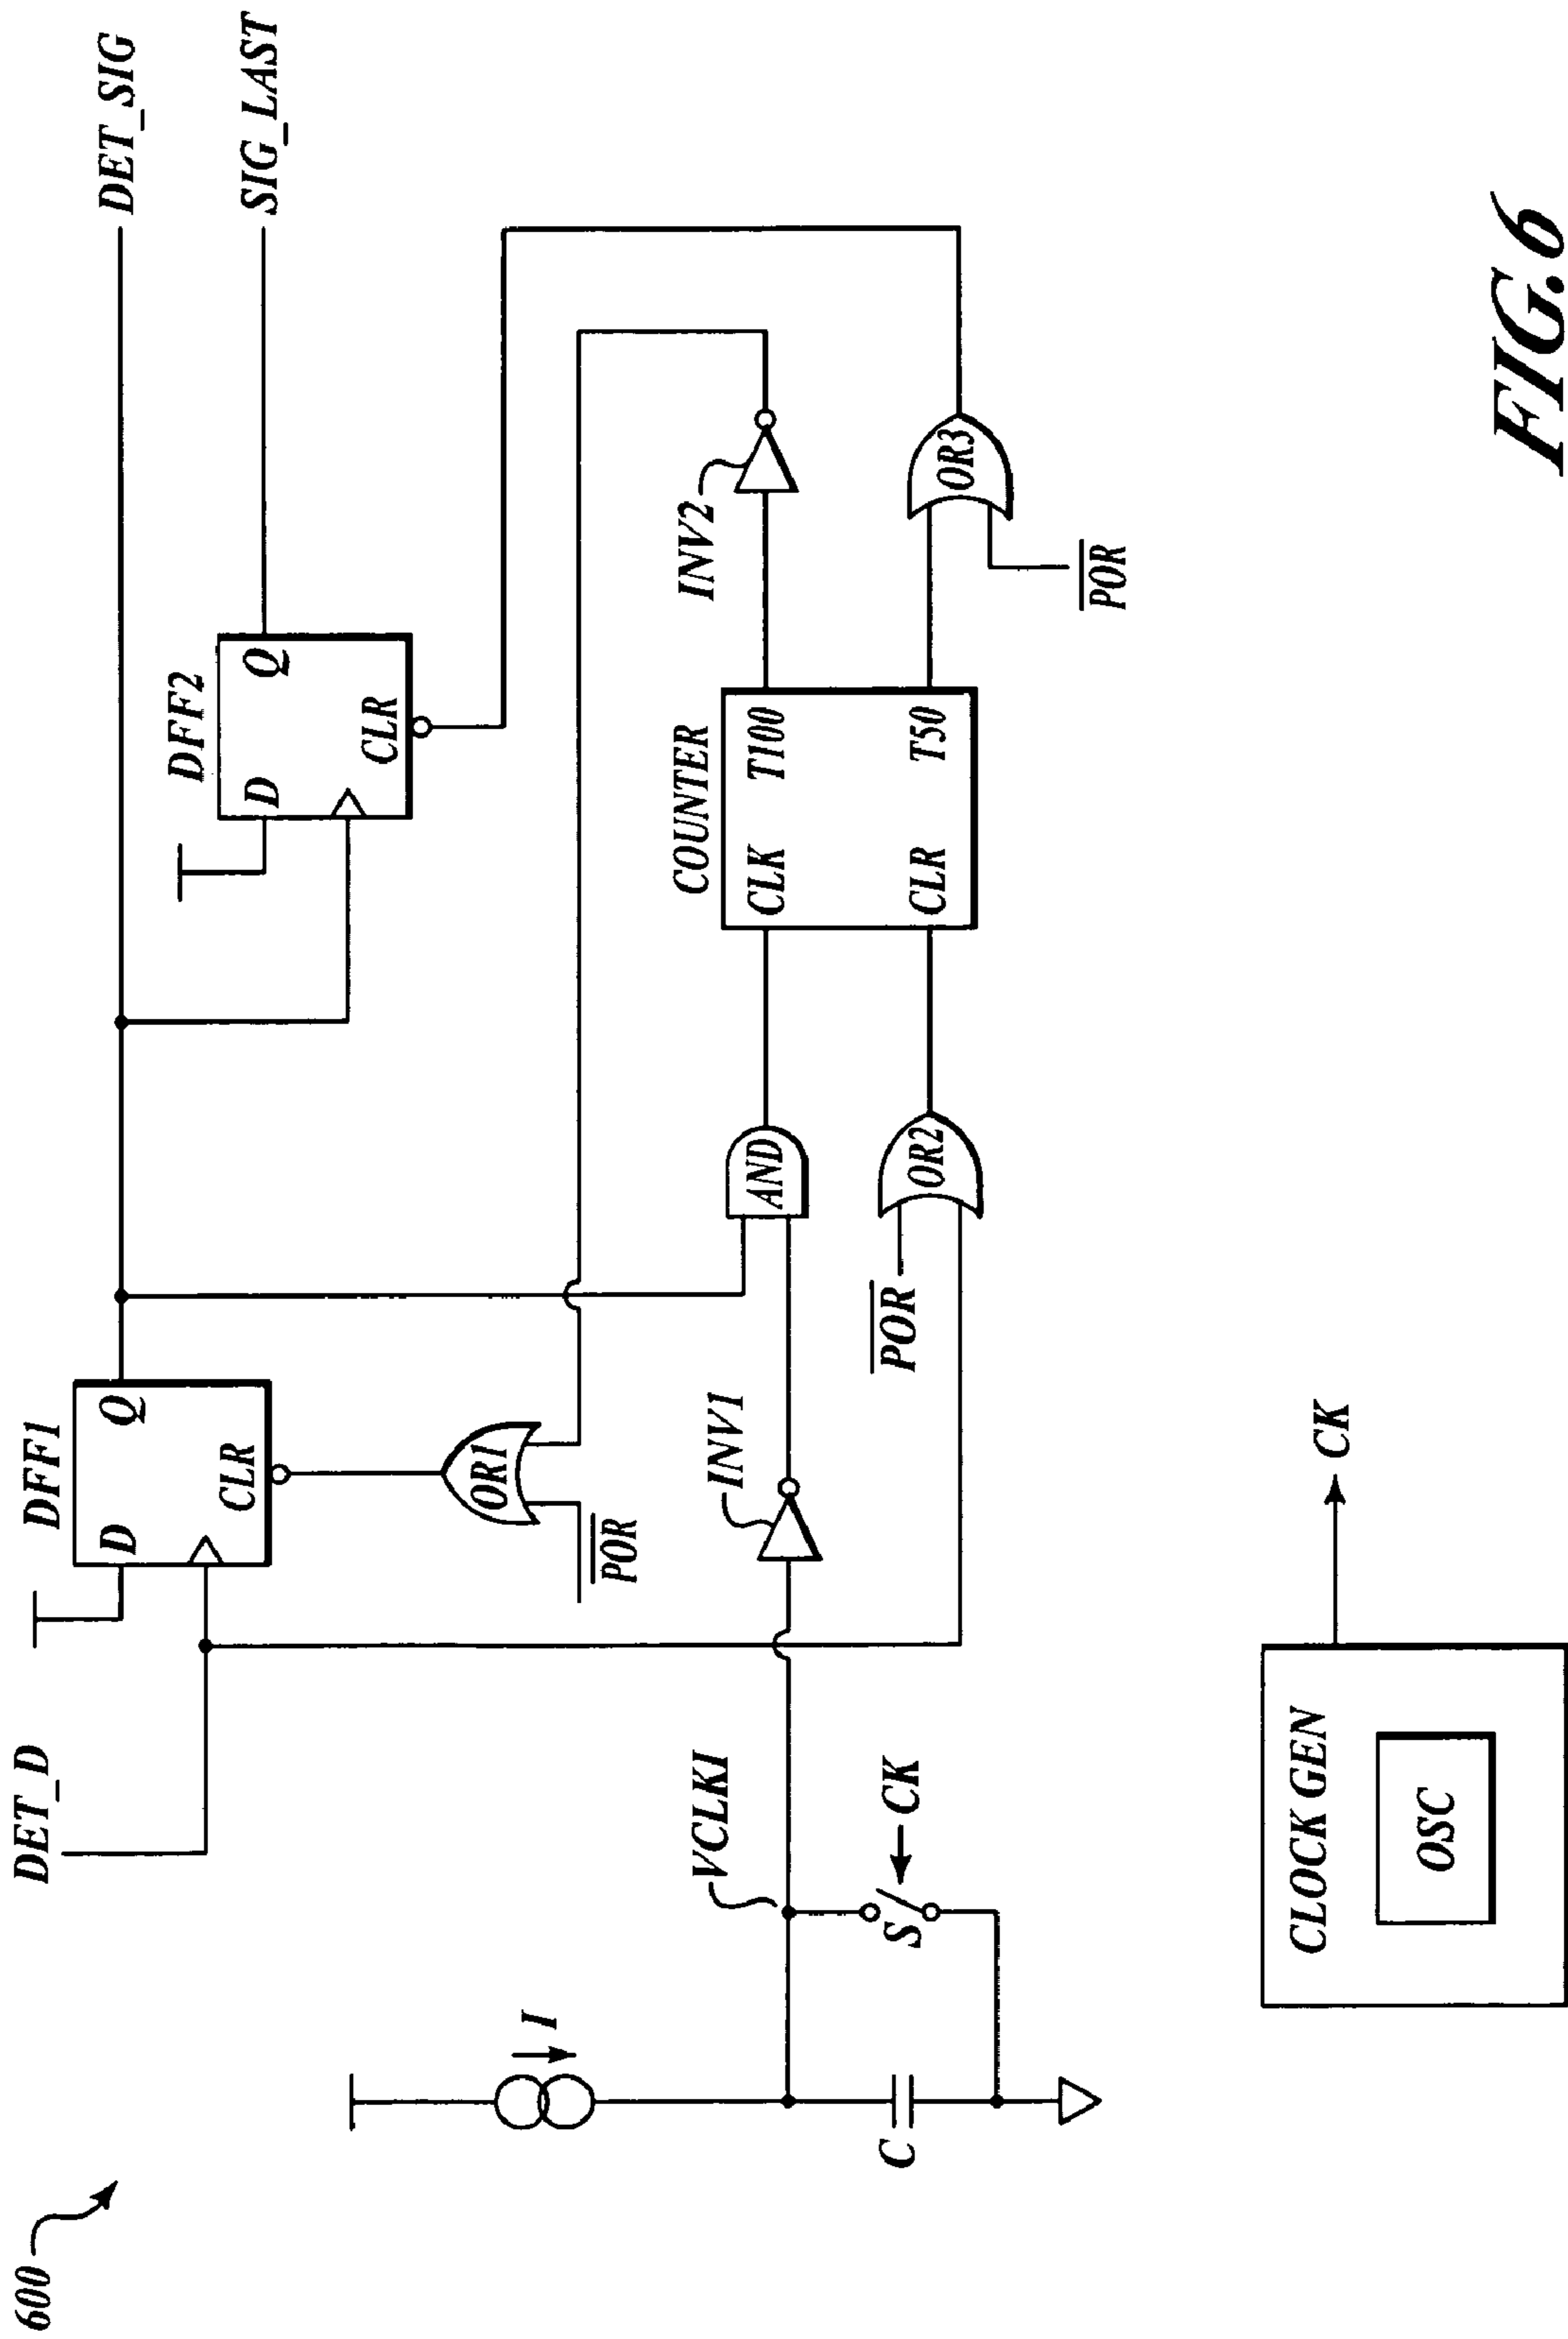 600
DET_D
DFF1
D
Q
CLR
DET_SIG
SIG_LAST
DFF2
D
Q
CLR
OR1
POR
I
C
VCLKI
S
CK
INV1
AND
POR
OR2
COUNTER
CLK
T100
CLR
T50
INV2
OR3
POR
CLOCK GEN
OSC
CK
FIG.6